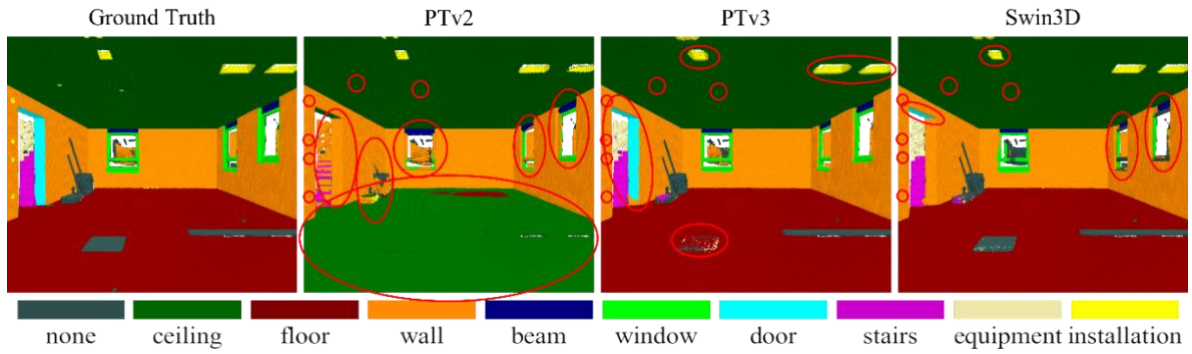 Ground Truth PTv2 PTv3 Swin3D
none ceiling floor wall beam window door stairs equipment installation